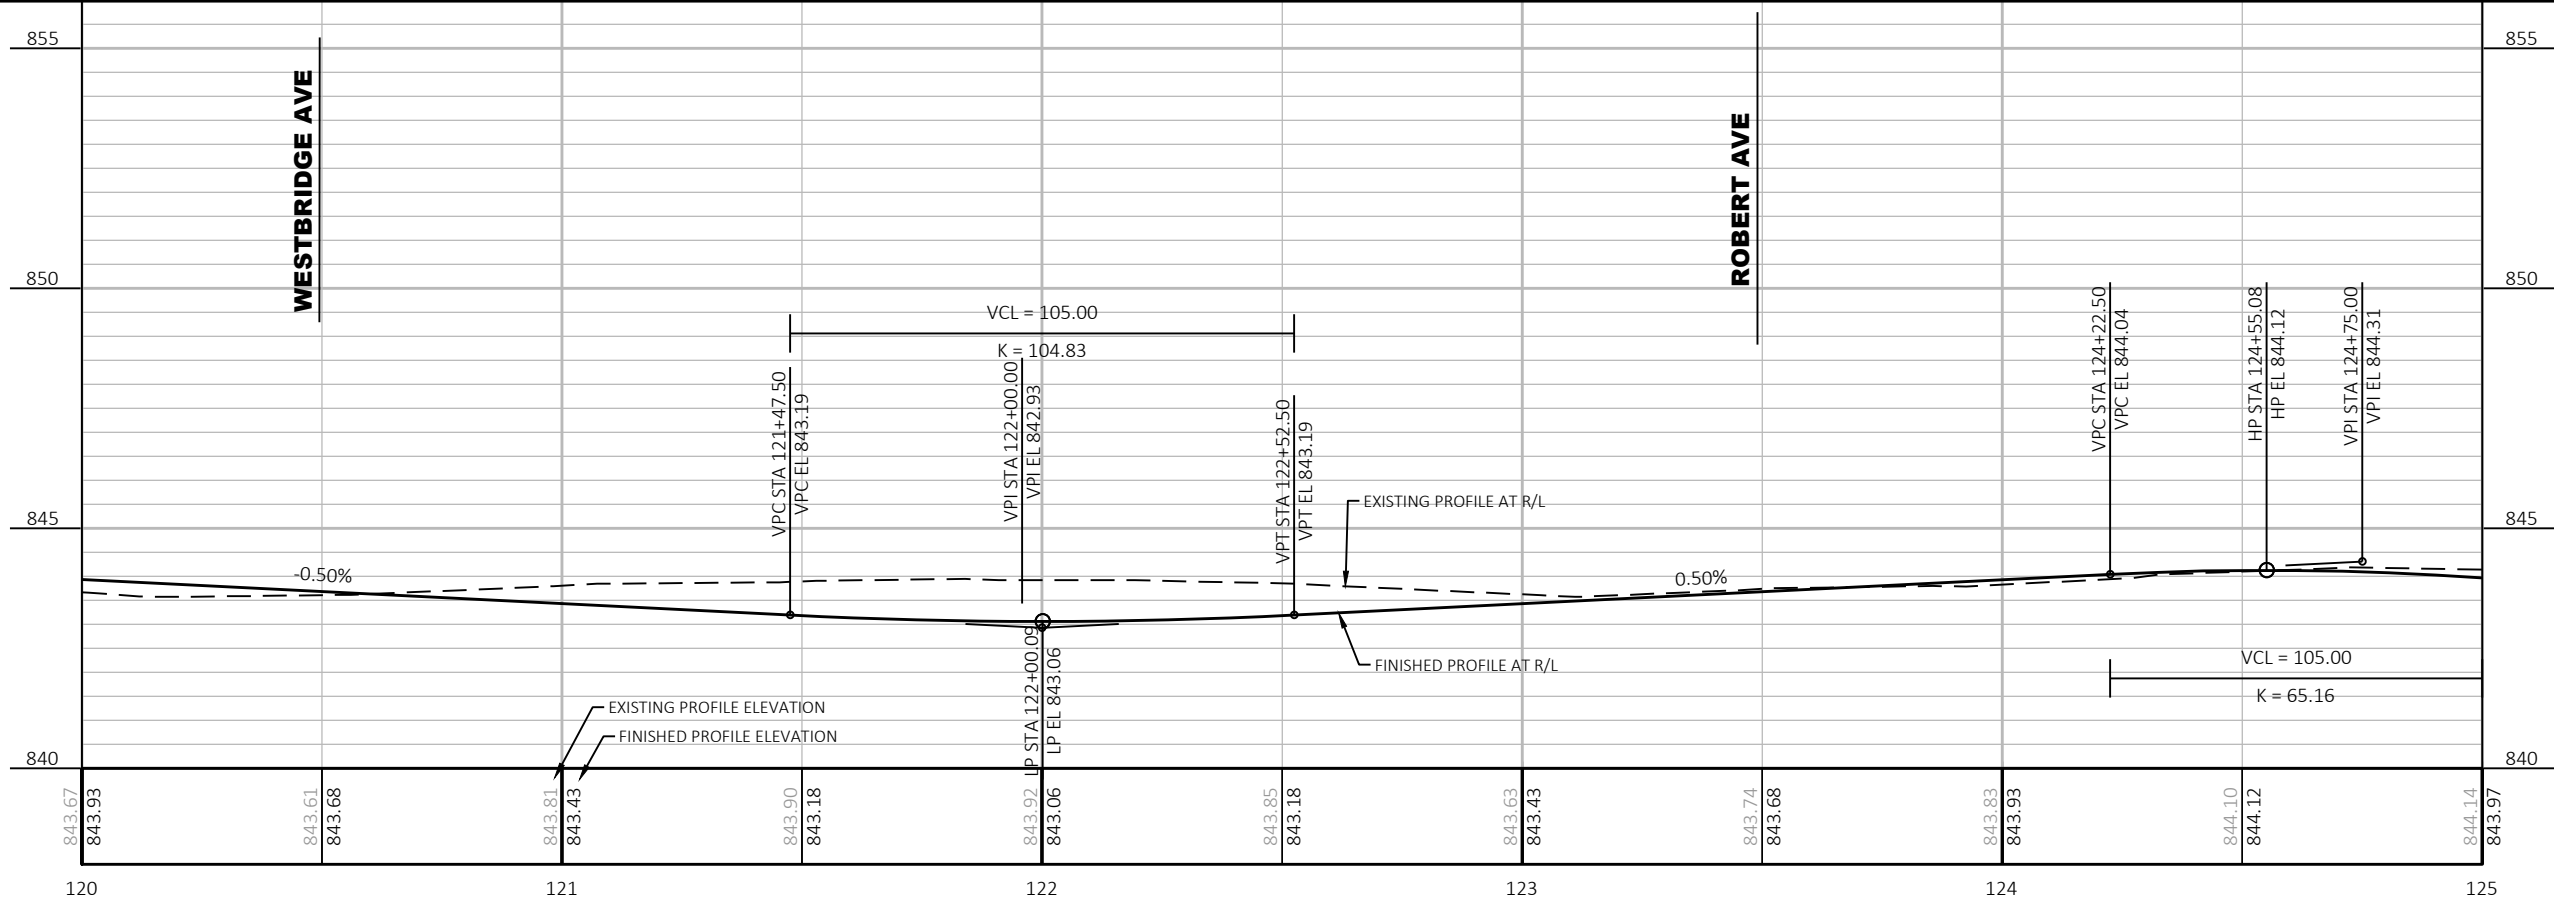 855
855
WESTBRIDGE AVE
ROBERT AVE
850
850
VCL = 105.00
K = 104.83
VPC STA 121+47.50
VPC EL 843.19
VPI STA 122+00.00
VPI EL 842.93
VPT STA 122+52.50
VPT EL 843.19
VPC STA 124+22.50
VPC EL 844.04
HP STA 124+55.08
HP EL 844.12
VPI STA 124+75.00
VPI EL 844.31
845
845
EXISTING PROFILE AT R/L
-0.50%
0.50%
FINISHED PROFILE AT R/L
LP STA 122+00.09
LP EL 843.06
VCL = 105.00
K = 65.16
EXISTING PROFILE ELEVATION
FINISHED PROFILE ELEVATION
840
840
843.67
843.93
843.61
843.68
843.81
843.43
843.90
843.18
843.92
843.06
843.85
843.18
843.63
843.43
843.74
843.68
843.83
843.93
844.10
844.12
844.14
843.97
120
121
122
123
124
125